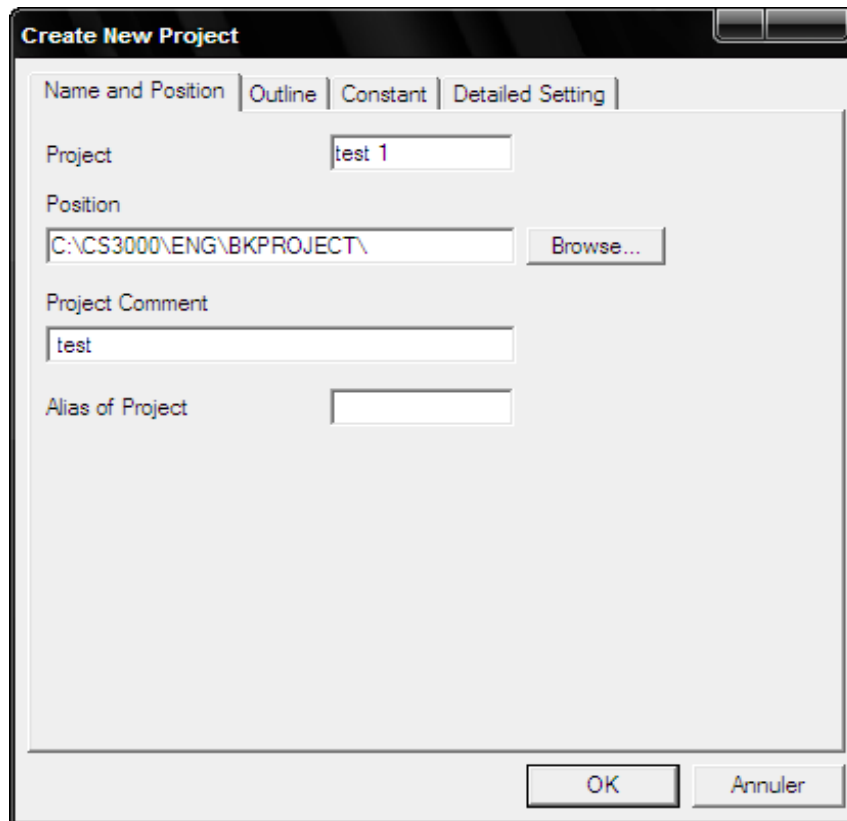 Create New Project
Name and Position Outline Constant Detailed Setting
Project test 1
Position
C:\CS3000\ENG\BKPROJECT\ Browse...
Project Comment
test
Alias of Project
OK Annuler